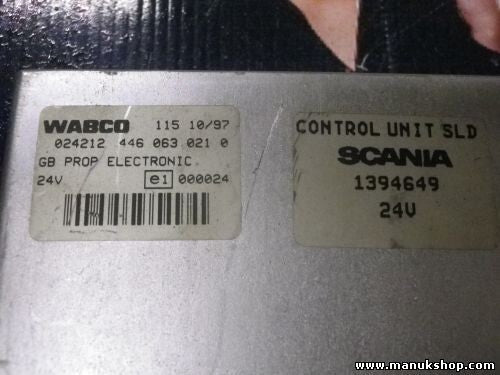 WABCO 115 10/97
024212 446 063 021 0
GB PROP ELECTRONIC
24V e1 000024
CONTROL UNIT SLD
SCANIA
1394649
24V
www.manukshop.com